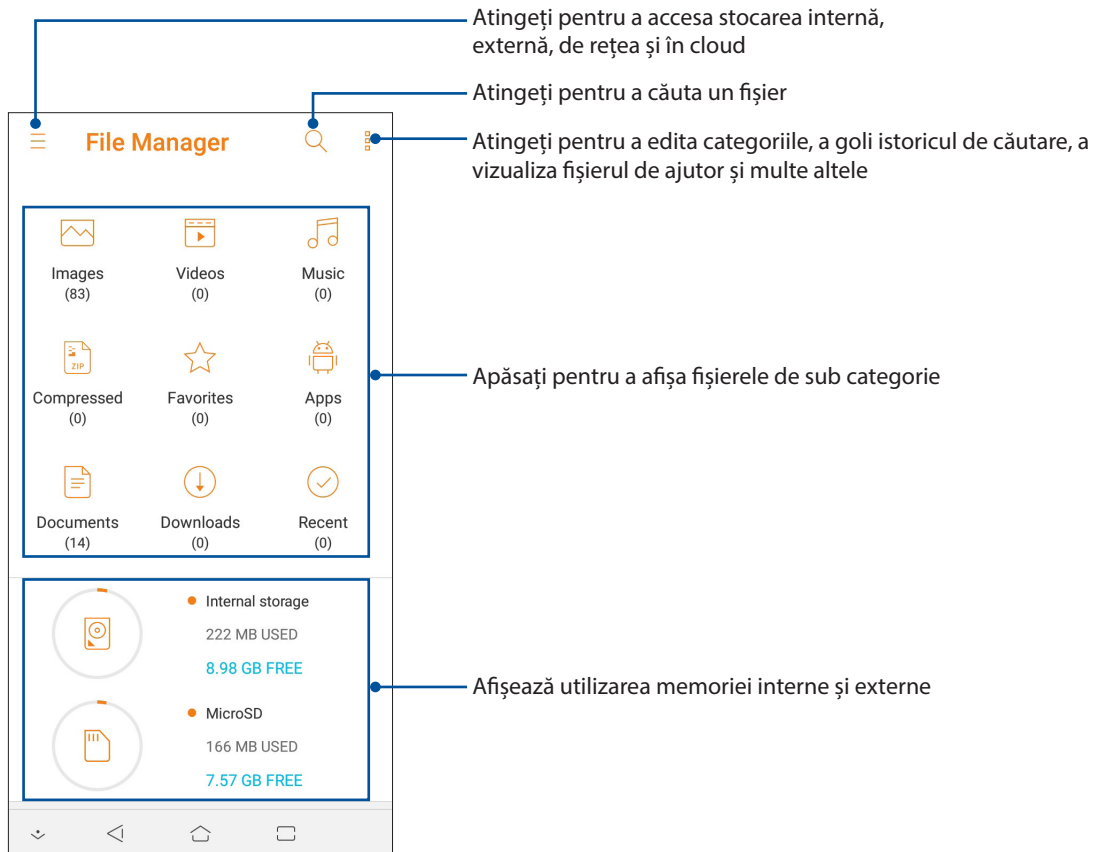 Atingeți pentru a accesa stocarea internă,
externă, de rețea și în cloud
Atingeți pentru a căuta un fișier
Atingeți pentru a edita categoriile, a goli istoricul de căutare, a
vizualiza fișierul de ajutor și multe altele
File Manager
Images
(83)
Videos
(0)
Music
(0)
ZIP
Compressed
(0)
Favorites
(0)
Apps
(0)
Apăsați pentru a afișa fișierele de sub categorie
Documents
(14)
Downloads
(0)
Recent
(0)
Internal storage
222 MB USED
8.98 GB FREE
Afișează utilizarea memoriei interne și externe
MicroSD
166 MB USED
7.57 GB FREE